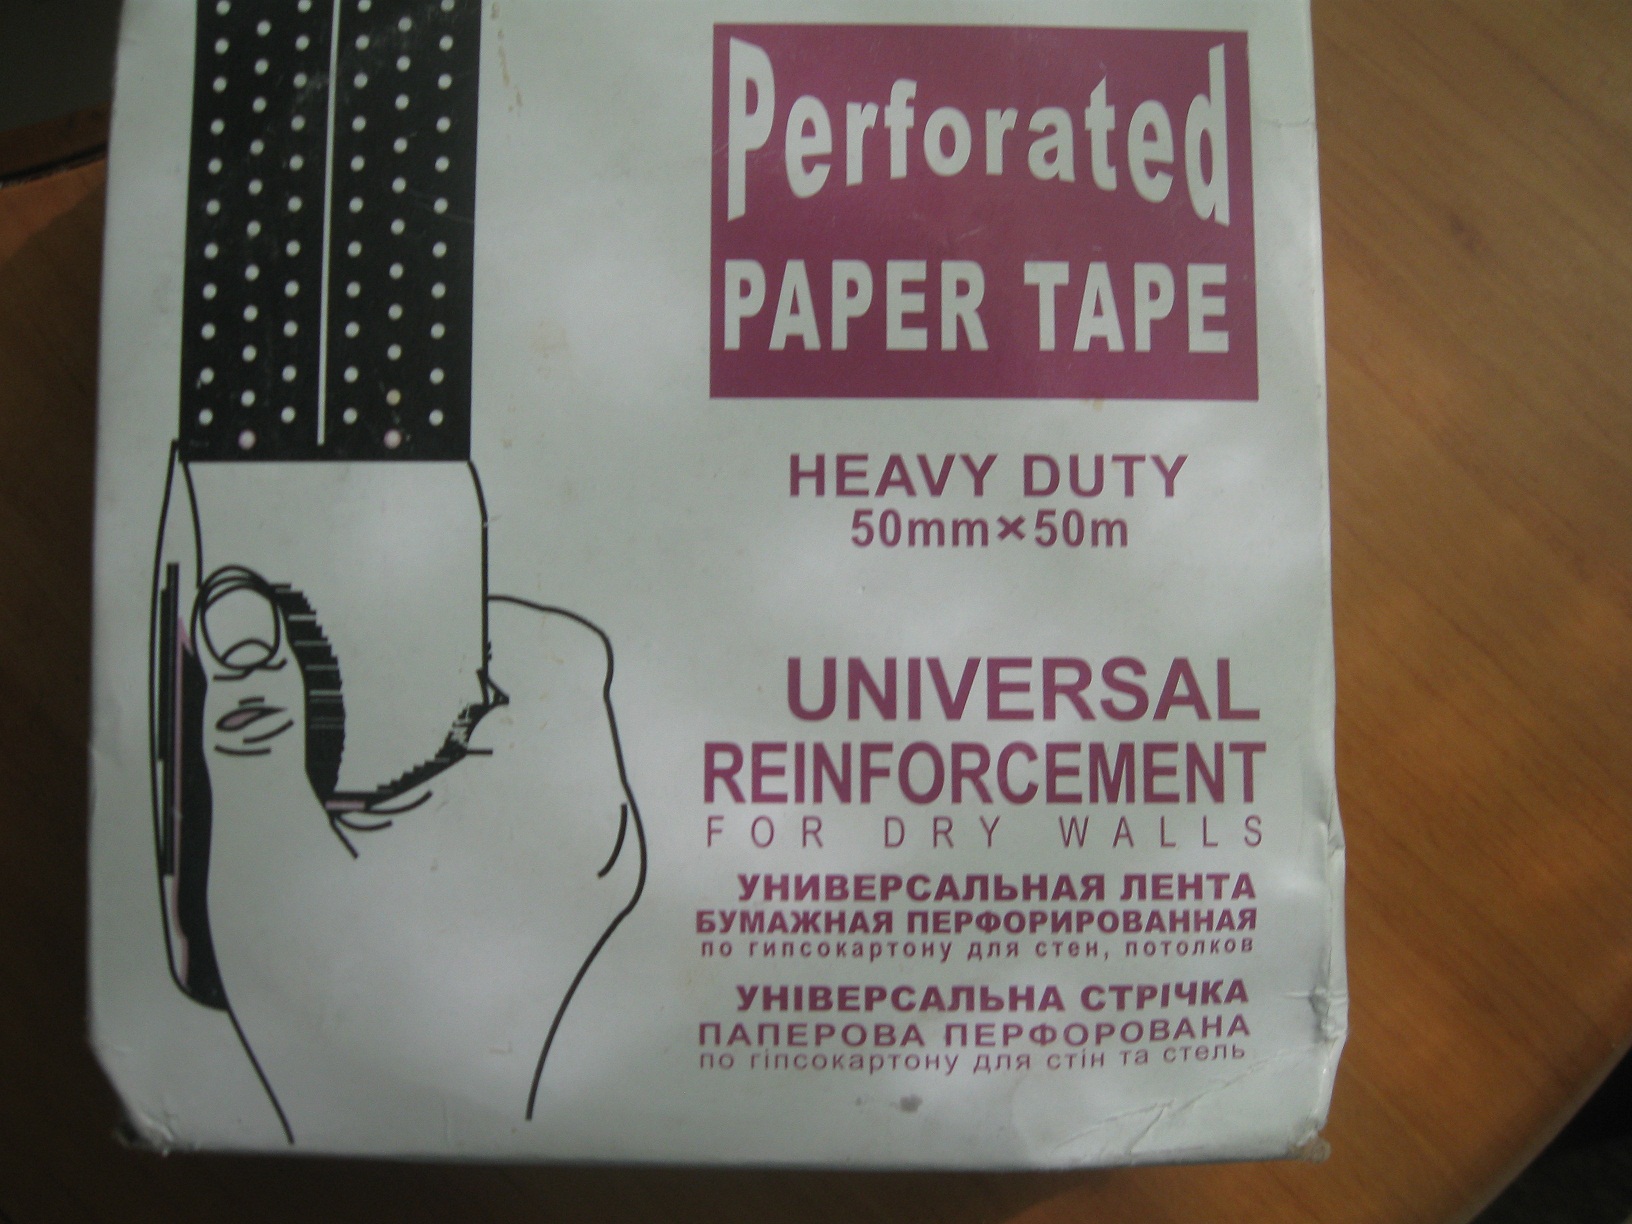 Perforated
PAPER TAPE
HEAVY DUTY
50mm×50m
UNIVERSAL
REINFORCEMENT
FOR DRY WALLS
УНИВЕРСАЛЬНАЯ ЛЕНТА
БУМАЖНАЯ ПЕРФОРИРОВАННАЯ
по гипсокартону для стен, потолков
УНІВЕРСАЛЬНА СТРІЧКА
ПАПЕРОВА ПЕРФОРОВАНА
по гіпсокартону для стін та стель